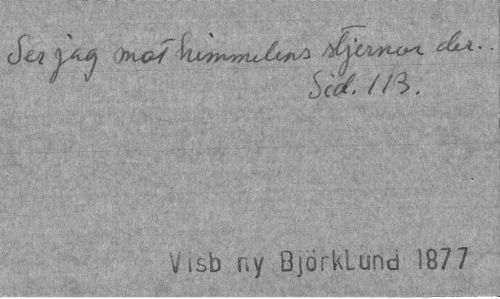 Ser jag mot himmelens stjernor der..
Sid. 113.
Visb ny BjörkLund 1877